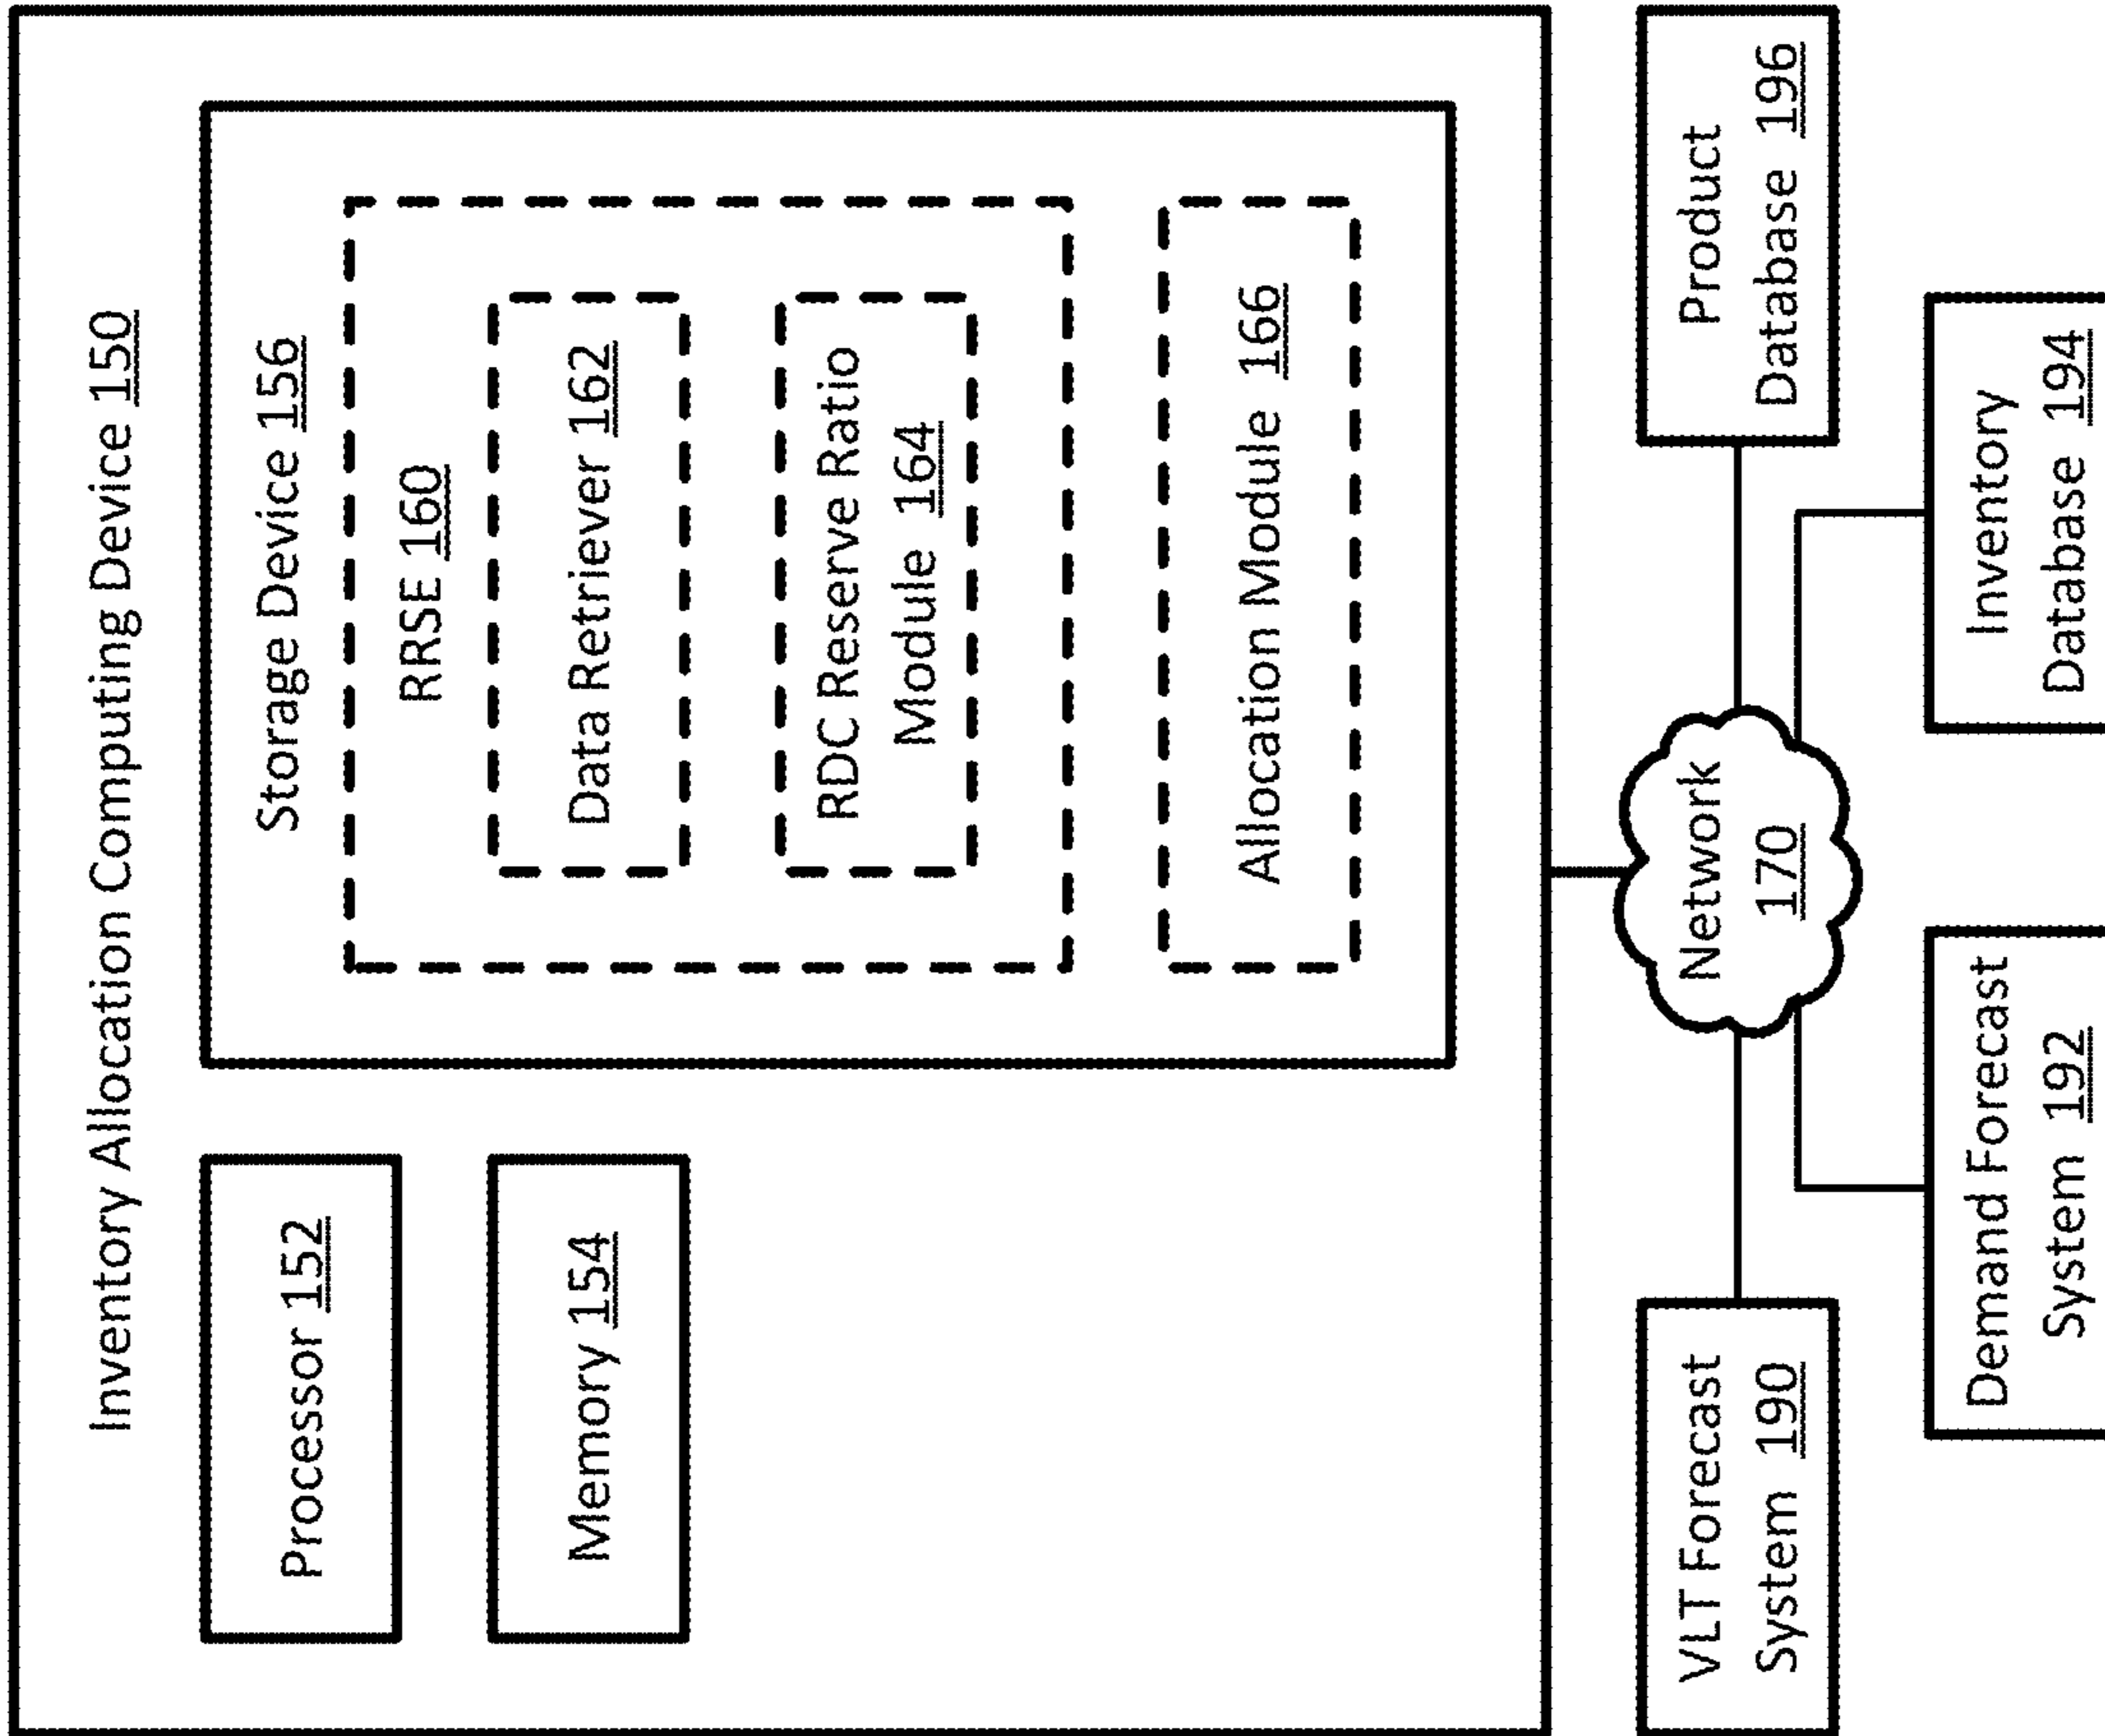 Inventory Allocation Computing Device 150
Processor 152
Memory 154
Storage Device 156
RRSE 160
Data Retriever 162
RDC Reserve Ratio
Module 164
Allocation Module 166
Network
170
VLT Forecast
System 190
Demand Forecast
System 192
Inventory
Database 194
Product
Database 196